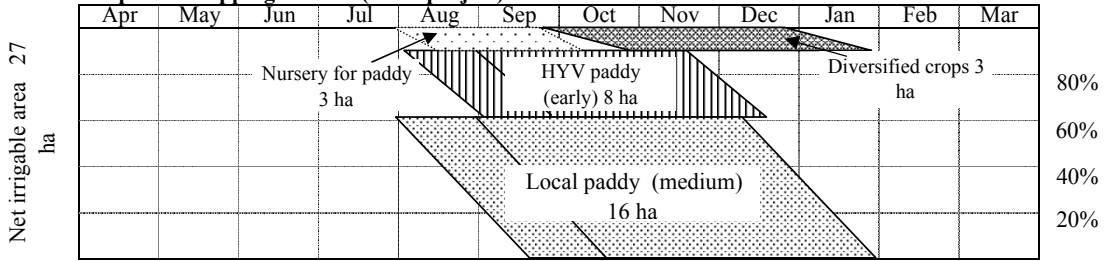 Apr May Jun Jul Aug Sep Oct Nov Dec Jan Feb Mar
Net irrigable area 27
ha
Nursery for paddy
3 ha
HYV paddy
(early) 8 ha
Diversified crops 3
ha
Local paddy (medium)
16 ha
80%
60%
40%
20%